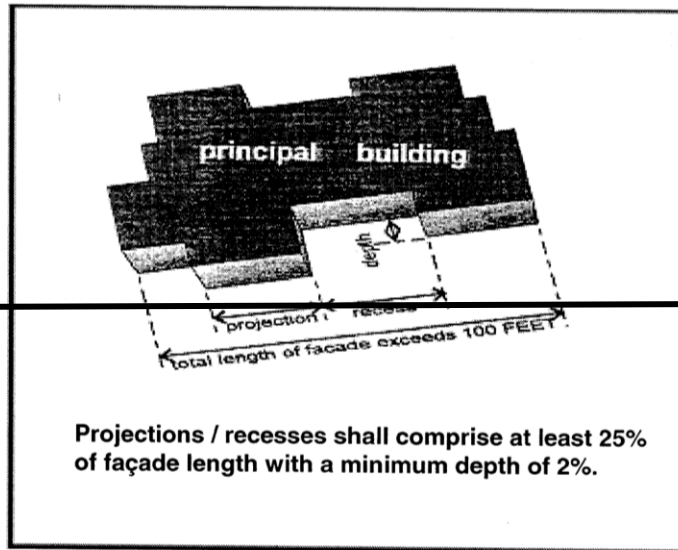 principal building
depth
projection recess
total length of facade exceeds 100 FEET
Projections / recesses shall comprise at least 25%
of façade length with a minimum depth of 2%.